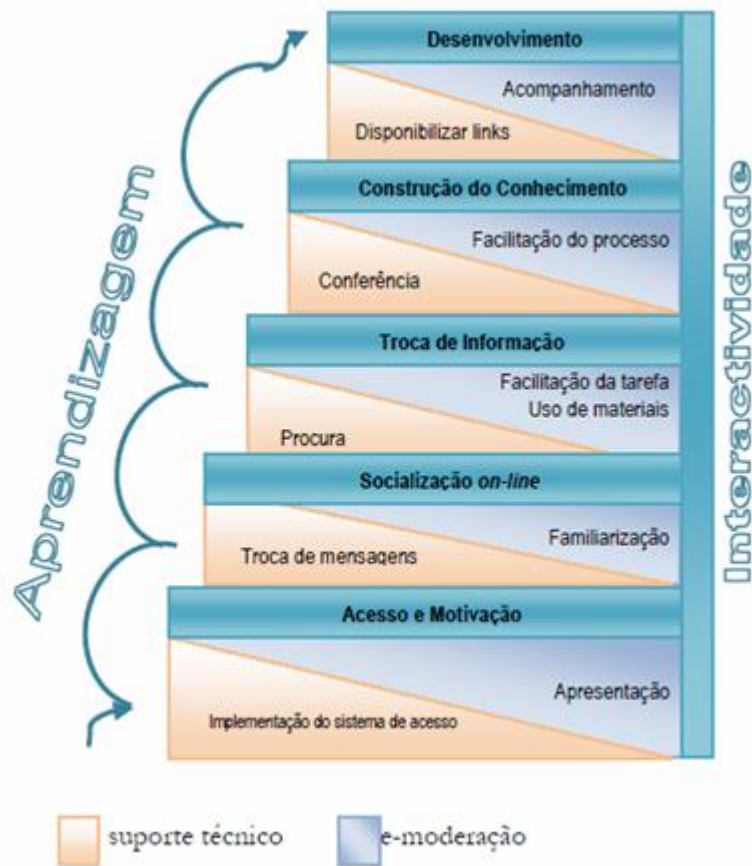 Desenvolvimento
Acompanhamento
Disponibilizar links
Construção do Conhecimento
Facilitação do processo
Conferência
Troca de Informação
Facilitação da tarefa
Uso de materiais
Procura
Socialização on-line
Familiarização
Troca de mensagens
Acesso e Motivação
Apresentação
Implementação do sistema de acesso
Aprendizagem
Interactividade
suporte técnico
e-moderação